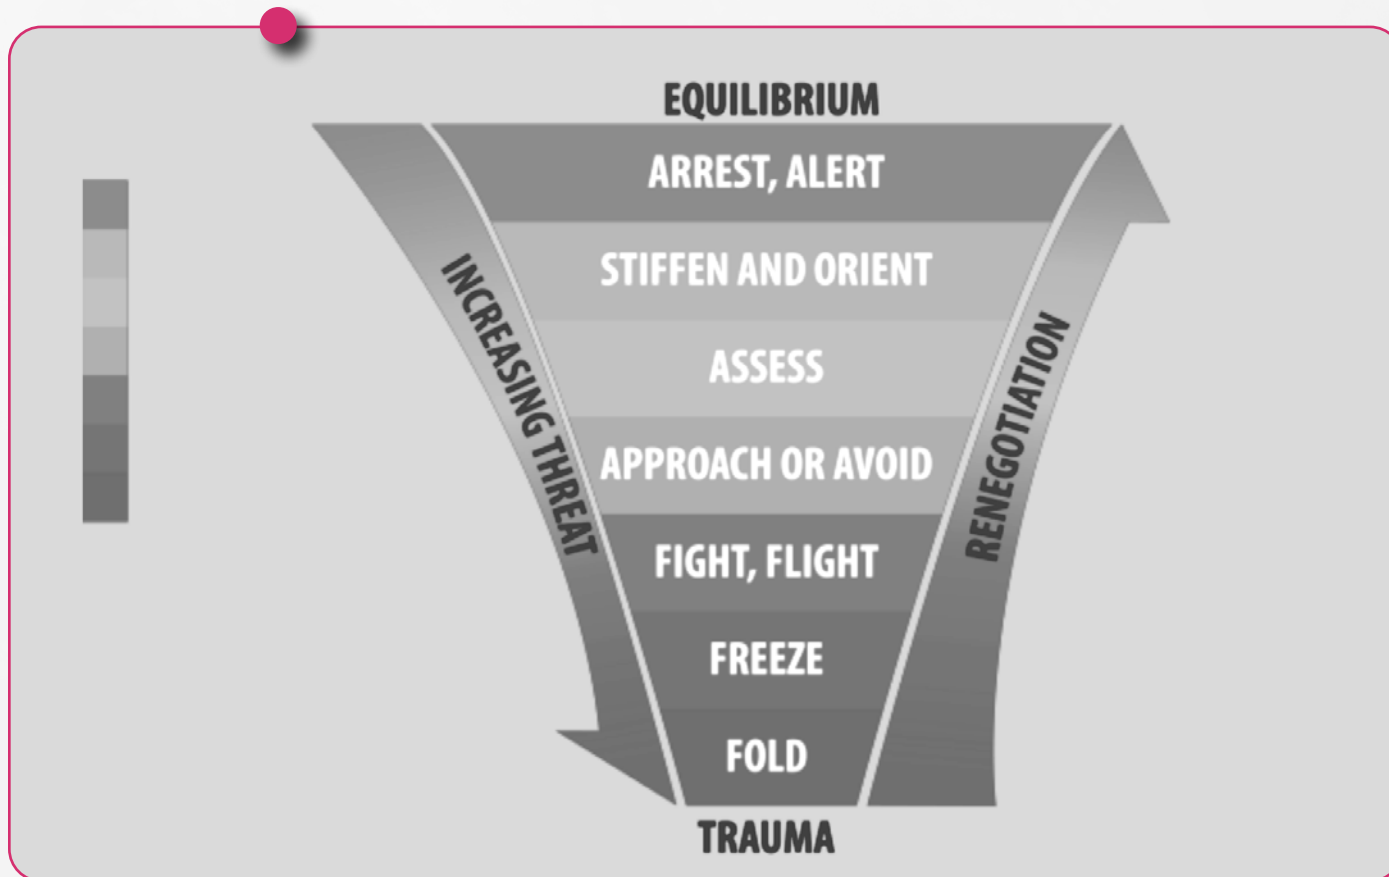 EQUILIBRIUM
ARREST, ALERT
STIFFEN AND ORIENT
ASSESS
APPROACH OR AVOID
FIGHT, FLIGHT
FREEZE
FOLD
TRAUMA
INCREASING THREAT
RENEGOTIATION